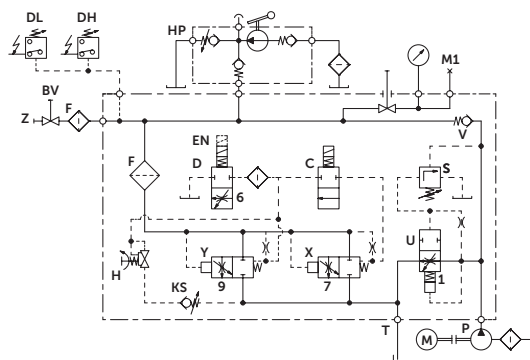 DL DH
HP
M1
BV
Z F
V
EN
D C S
F 6
Y X U
H 9 7 1
KS
T P
M